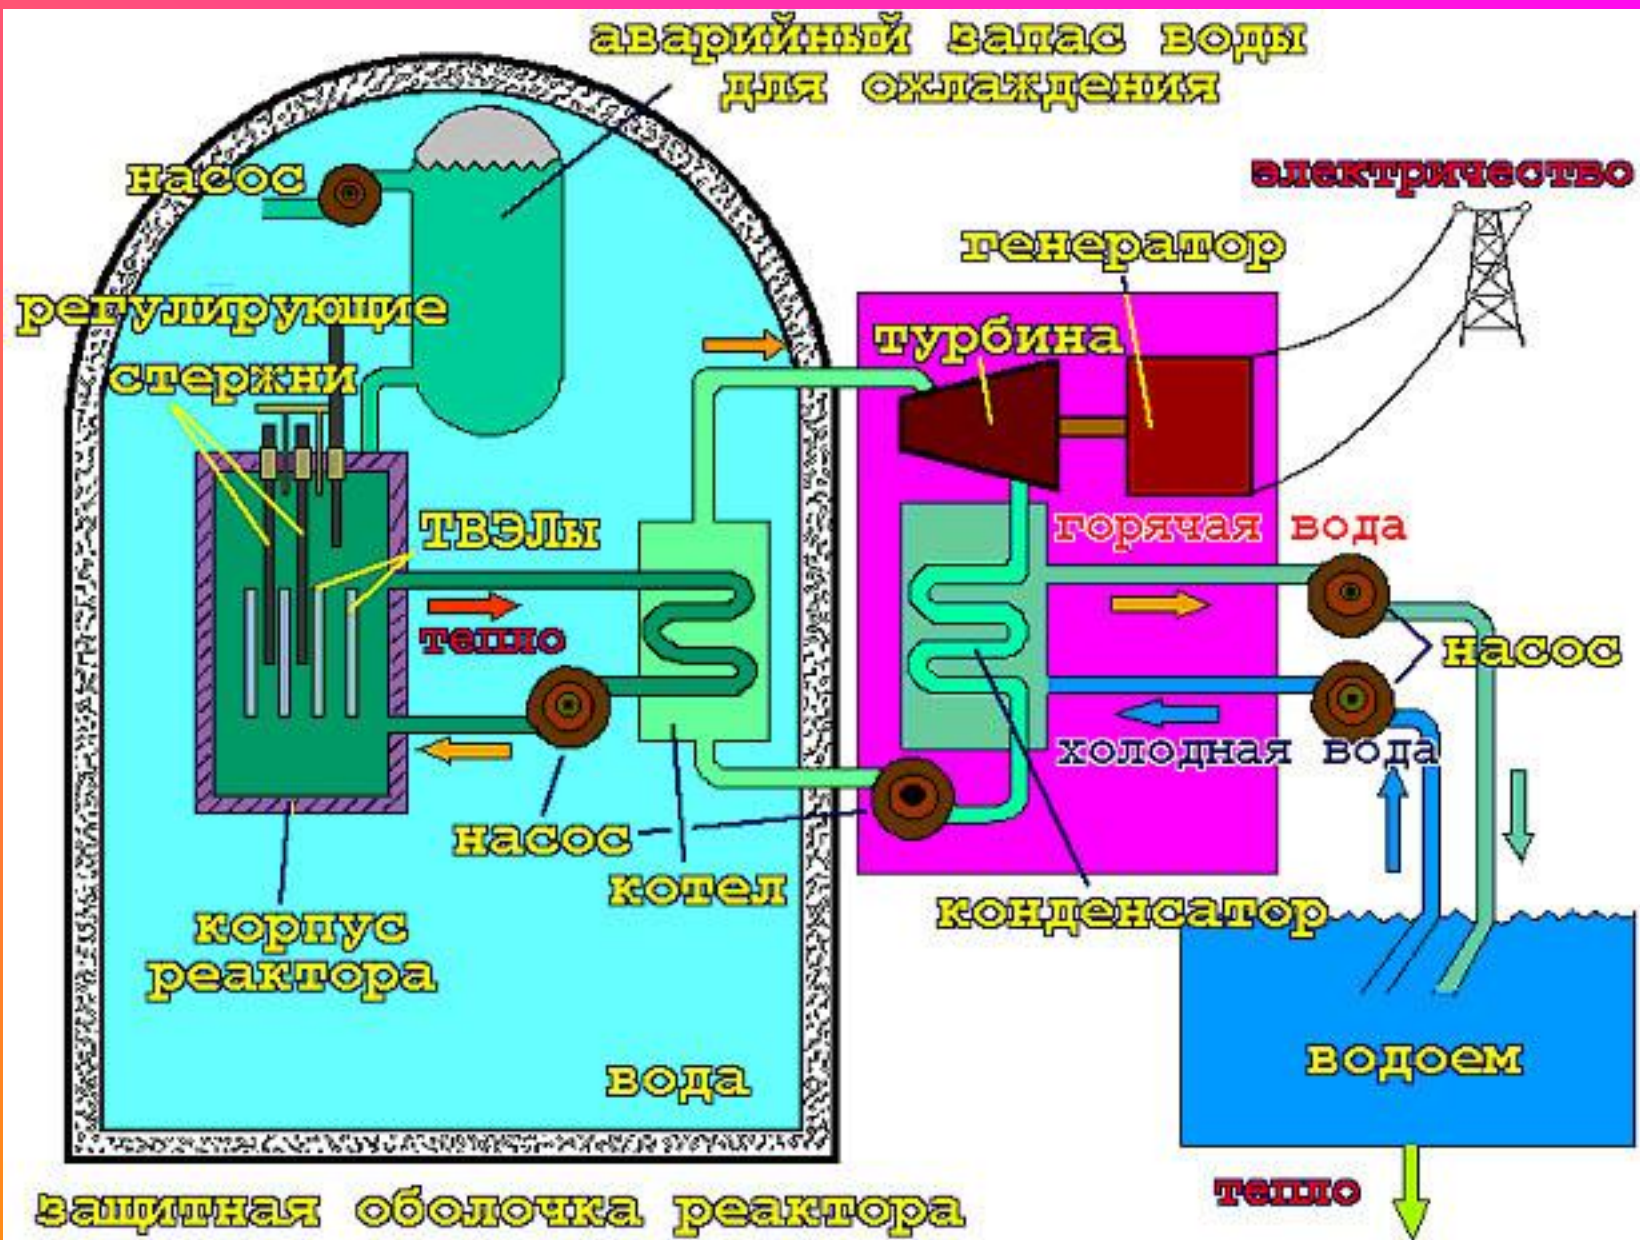 аварийный запас воды
для охлаждения
насос
электричество
генератор
регулирующие
стержни
турбина
ТВЭЛы
горячая вода
тепло
насос
холодная вода
насос
котел
конденсатор
корпус
реактора
водоем
вода
тепло
защитная оболочка реактора